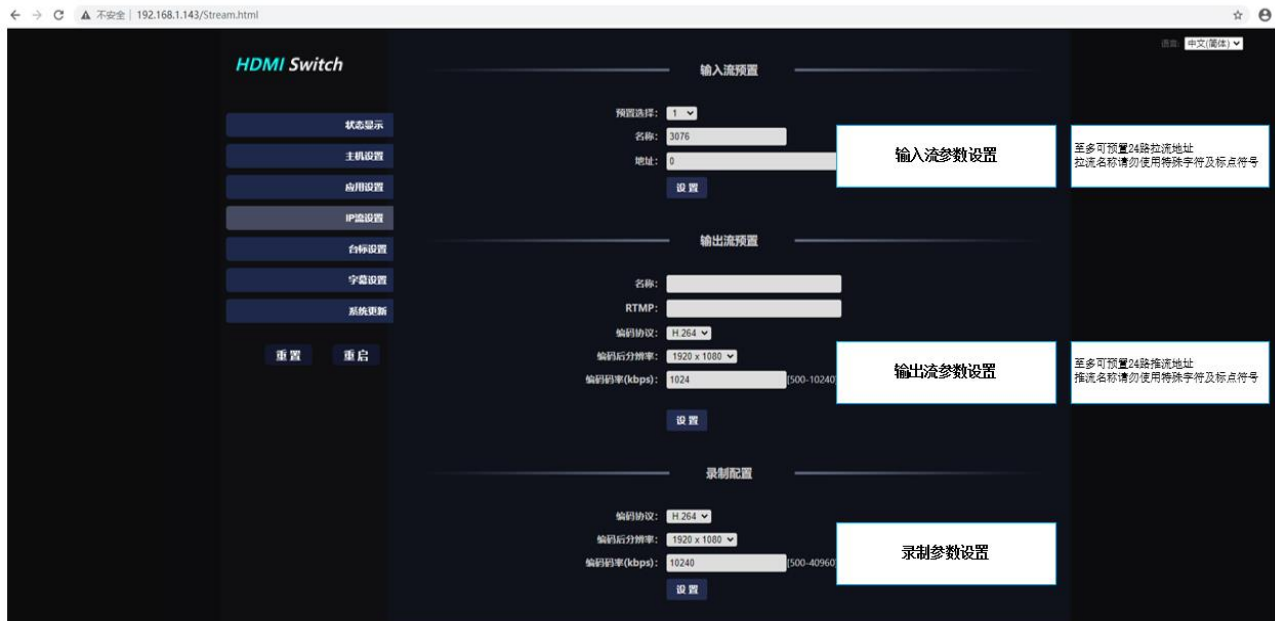 不安全 | 192.168.1.143/Stream.html
语言: 中文(简体)
HDMI Switch
状态显示
主机设置
应用设置
IP流设置
台标设置
字幕设置
系统更新
重置 重启
输入流预置
预置选择: 1
名称: 3076
地址: 0
设置
输入流参数设置
至多可预置24路拉流地址
拉流名称请勿使用特殊字符及标点符号
输出流预置
名称:
RTMP:
编码协议: H.264
编码后分辨率: 1920 x 1080
编码码率(kbps): 1024 [500-10240]
设置
输出流参数设置
至多可预置24路推流地址
推流名称请勿使用特殊字符及标点符号
录制配置
编码协议: H.264
编码后分辨率: 1920 x 1080
编码码率(kbps): 10240 [500-40960]
设置
录制参数设置